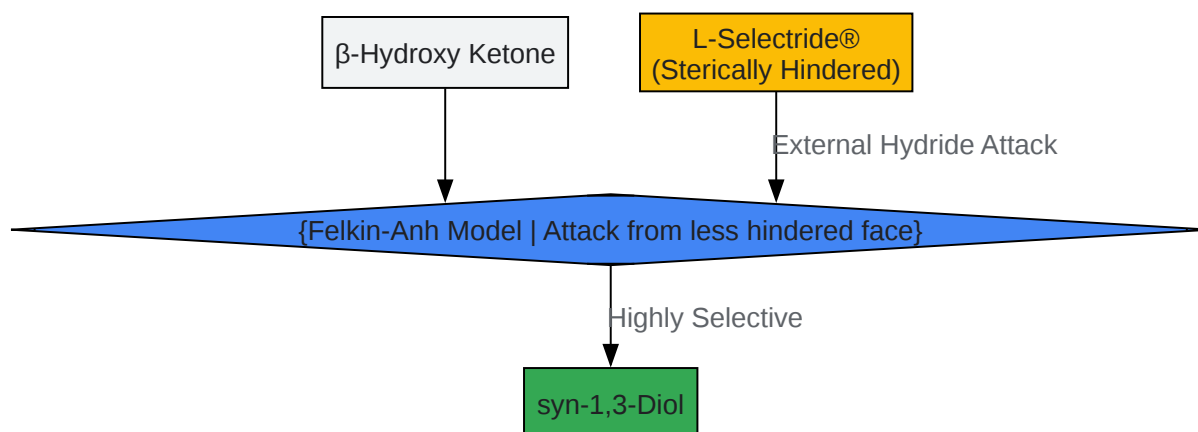 β-Hydroxy Ketone
L-Selectride®
(Sterically Hindered)
External Hydride Attack
{Felkin-Anh Model | Attack from less hindered face}
Highly Selective
syn-1,3-Diol